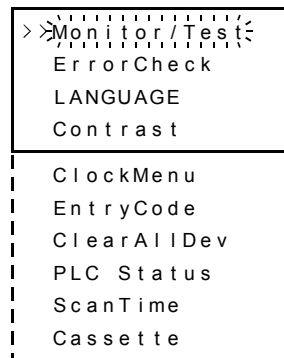 >>Monitor/Test
ErrorCheck
LANGUAGE
Contrast
ClockMenu
EntryCode
ClearAllDev
PLC Status
ScanTime
Cassette